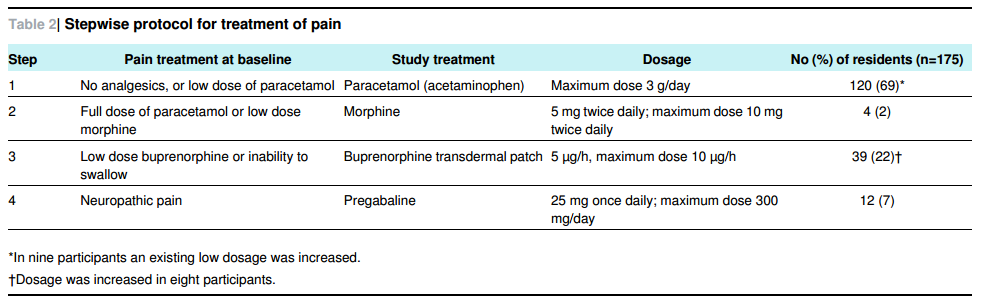 Table 2| Stepwise protocol for treatment of pain
Step Pain treatment at baseline Study treatment Dosage No (%) of residents (n=175)
1 No analgesics, or low dose of paracetamol Paracetamol (acetaminophen) Maximum dose 3 g/day 120 (69)*
2 Full dose of paracetamol or low dose Morphine 5 mg twice daily; maximum dose 10 mg 4 (2)
morphine twice daily
3 Low dose buprenorphine or inability to Buprenorphine transdermal patch 5 µg/h, maximum dose 10 µg/h 39 (22)†
swallow
4 Neuropathic pain Pregabaline 25 mg once daily; maximum dose 300 12 (7)
mg/day
*In nine participants an existing low dosage was increased.
†Dosage was increased in eight participants.